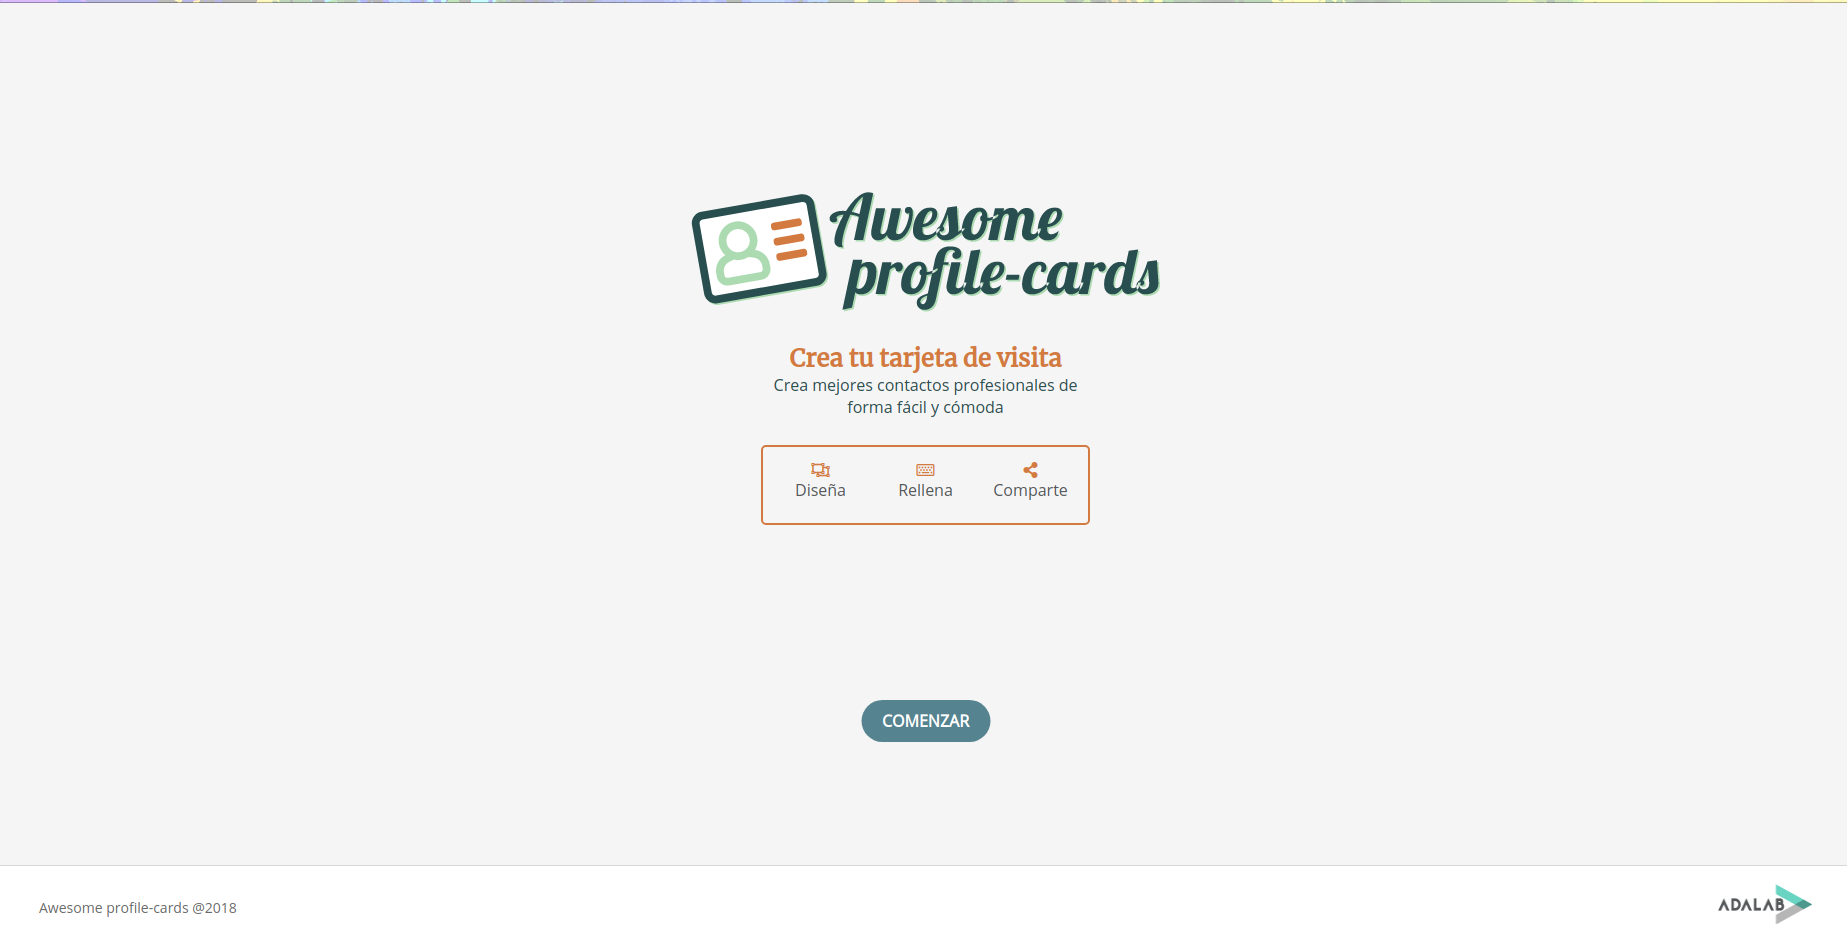 Awesome
profile-cards
Crea tu tarjeta de visita
Crea mejores contactos profesionales de
forma fácil y cómoda
Diseña
Rellena
Comparte
COMENZAR
Awesome profile-cards @2018
ADALAB